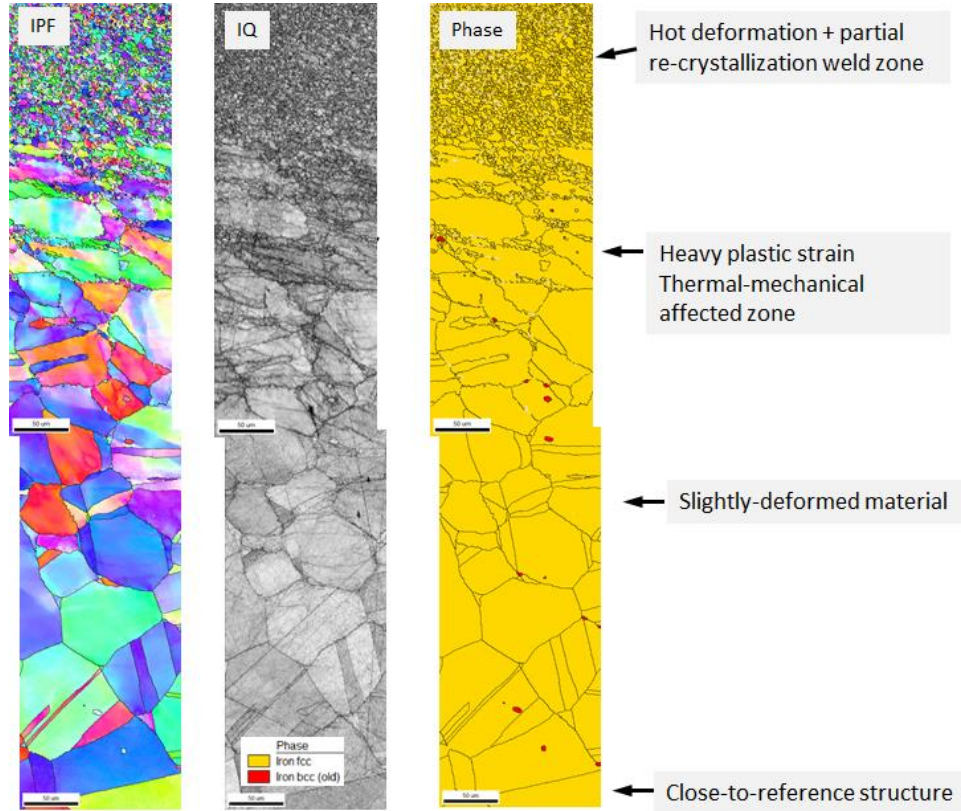 IPF
IQ
Phase
Hot deformation + partial
re-crystallization weld zone
Heavy plastic strain
Thermal-mechanical
affected zone
50 um
50 um
50 um
Slightly-deformed material
Phase
Iron fcc
Iron bcc (old)
50 um
50 um
50 um
Close-to-reference structure